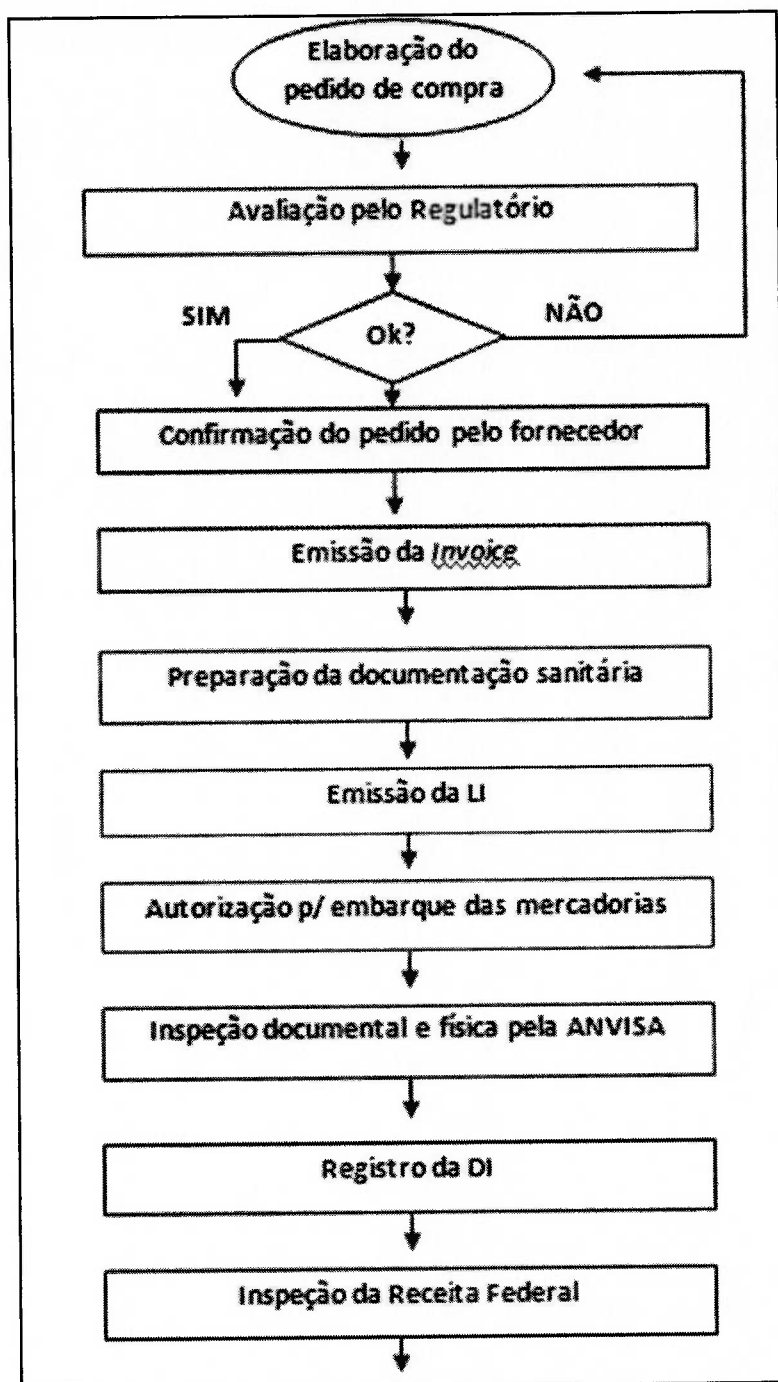 Elaboração do
pedido de compra
Avaliação pelo Regulatório
SIM
Ok?
NÃO
Confirmação do pedido pelo fornecedor
Emissão da Invoice
Preparação da documentação sanitária
Emissão da LI
Autorização p/ embarque das mercadorias
Inspeção documental e física pela ANVISA
Registro da DI
Inspeção da Receita Federal